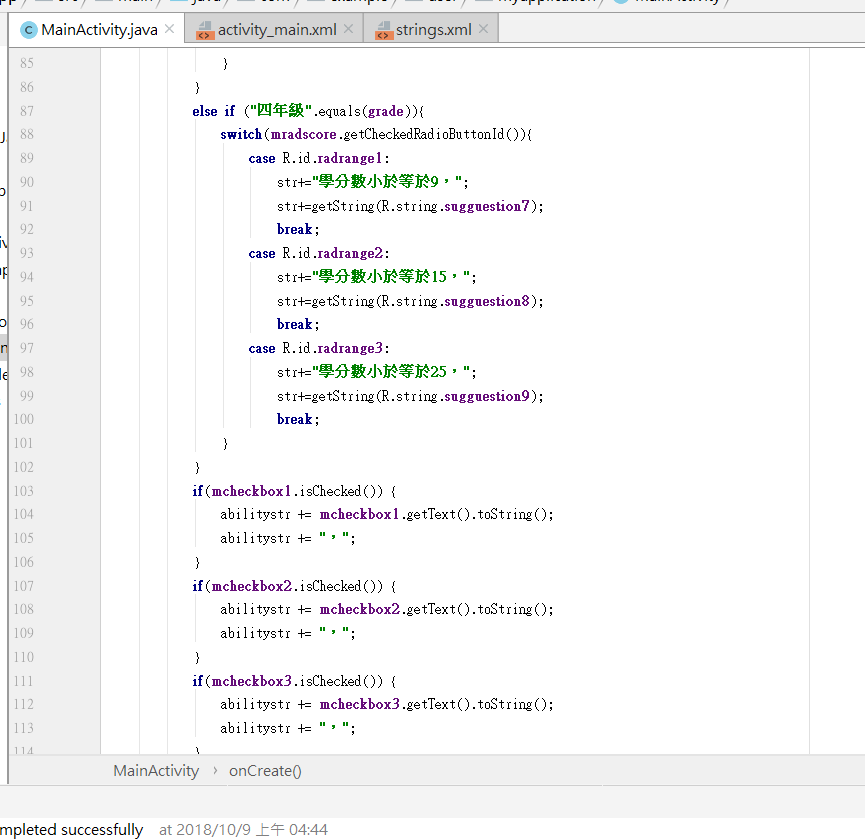 MainActivity.java
activity_main.xml
strings.xml
85 }
86 }
87 else if ("四年級".equals(grade)){
88 switch(mradscore.getCheckedRadioButtonId()){
89 case R.id.radrange1:
90 str+="學分數小於等於9，";
91 str+=getString(R.string.sugguestion7);
92 break;
93 case R.id.radrange2:
94 str+="學分數小於等於15，";
95 str+=getString(R.string.sugguestion8);
96 break;
97 case R.id.radrange3:
98 str+="學分數小於等於25，";
99 str+=getString(R.string.sugguestion9);
100 break;
101 }
102 }
103 if(mcheckbox1.isChecked()) {
104 abilitystr += mcheckbox1.getText().toString();
105 abilitystr += "，";
106 }
107 if(mcheckbox2.isChecked()) {
108 abilitystr += mcheckbox2.getText().toString();
109 abilitystr += "，";
110 }
111 if(mcheckbox3.isChecked()) {
112 abilitystr += mcheckbox3.getText().toString();
113 abilitystr += "，";
114 }
MainActivity › onCreate()
mpleted successfully at 2018/10/9 上午 04:44